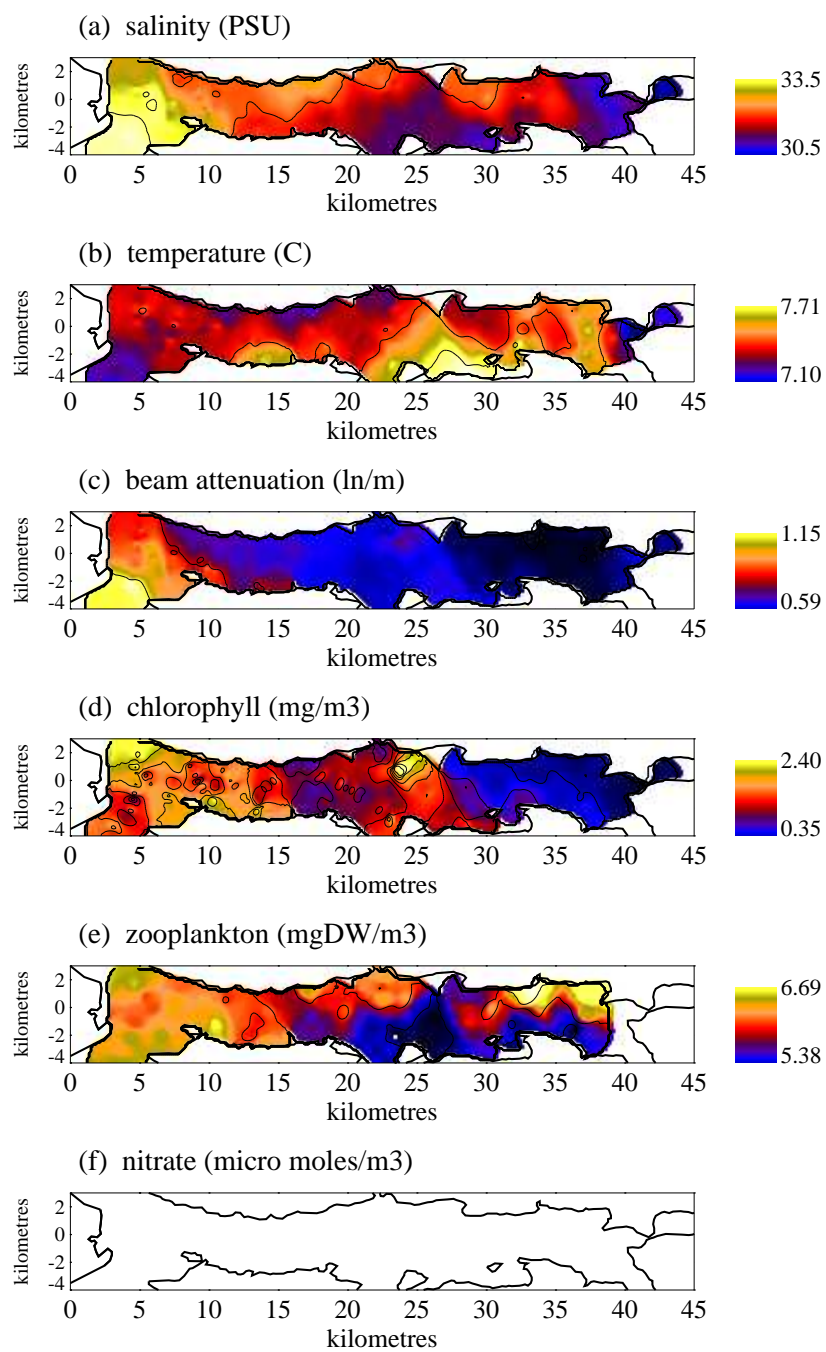 (a) salinity (PSU)
kilometres
2
0
-2
-4
0 5 10 15 20 25 30 35 40 45
kilometres
33.5
30.5
(b) temperature (C)
kilometres
2
0
-2
-4
0 5 10 15 20 25 30 35 40 45
kilometres
7.71
7.10
(c) beam attenuation (ln/m)
kilometres
2
0
-2
-4
0 5 10 15 20 25 30 35 40 45
kilometres
1.15
0.59
(d) chlorophyll (mg/m3)
kilometres
2
0
-2
-4
0 5 10 15 20 25 30 35 40 45
kilometres
2.40
0.35
(e) zooplankton (mgDW/m3)
kilometres
2
0
-2
-4
0 5 10 15 20 25 30 35 40 45
kilometres
6.69
5.38
(f) nitrate (micro moles/m3)
kilometres
2
0
-2
-4
0 5 10 15 20 25 30 35 40 45
kilometres